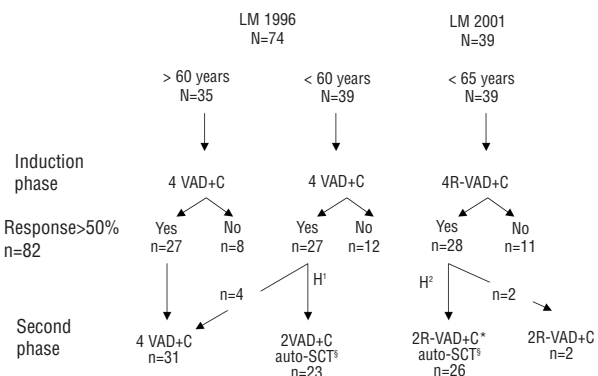 LM 1996 LM 2001
N=74 N=39
> 60 years < 60 years < 65 years
N=35 N=39 N=39
Induction
phase
4 VAD+C 4 VAD+C 4R-VAD+C
Response>50%
n=82
Yes No Yes No Yes No
n=27 n=8 n=27 n=12 n=28 n=11
n=4 H¹ H² n=2
Second
phase
4 VAD+C 2VAD+C 2R-VAD+C* 2R-VAD+C
n=31 auto-SCT§ auto-SCT§ n=2
n=23 n=26